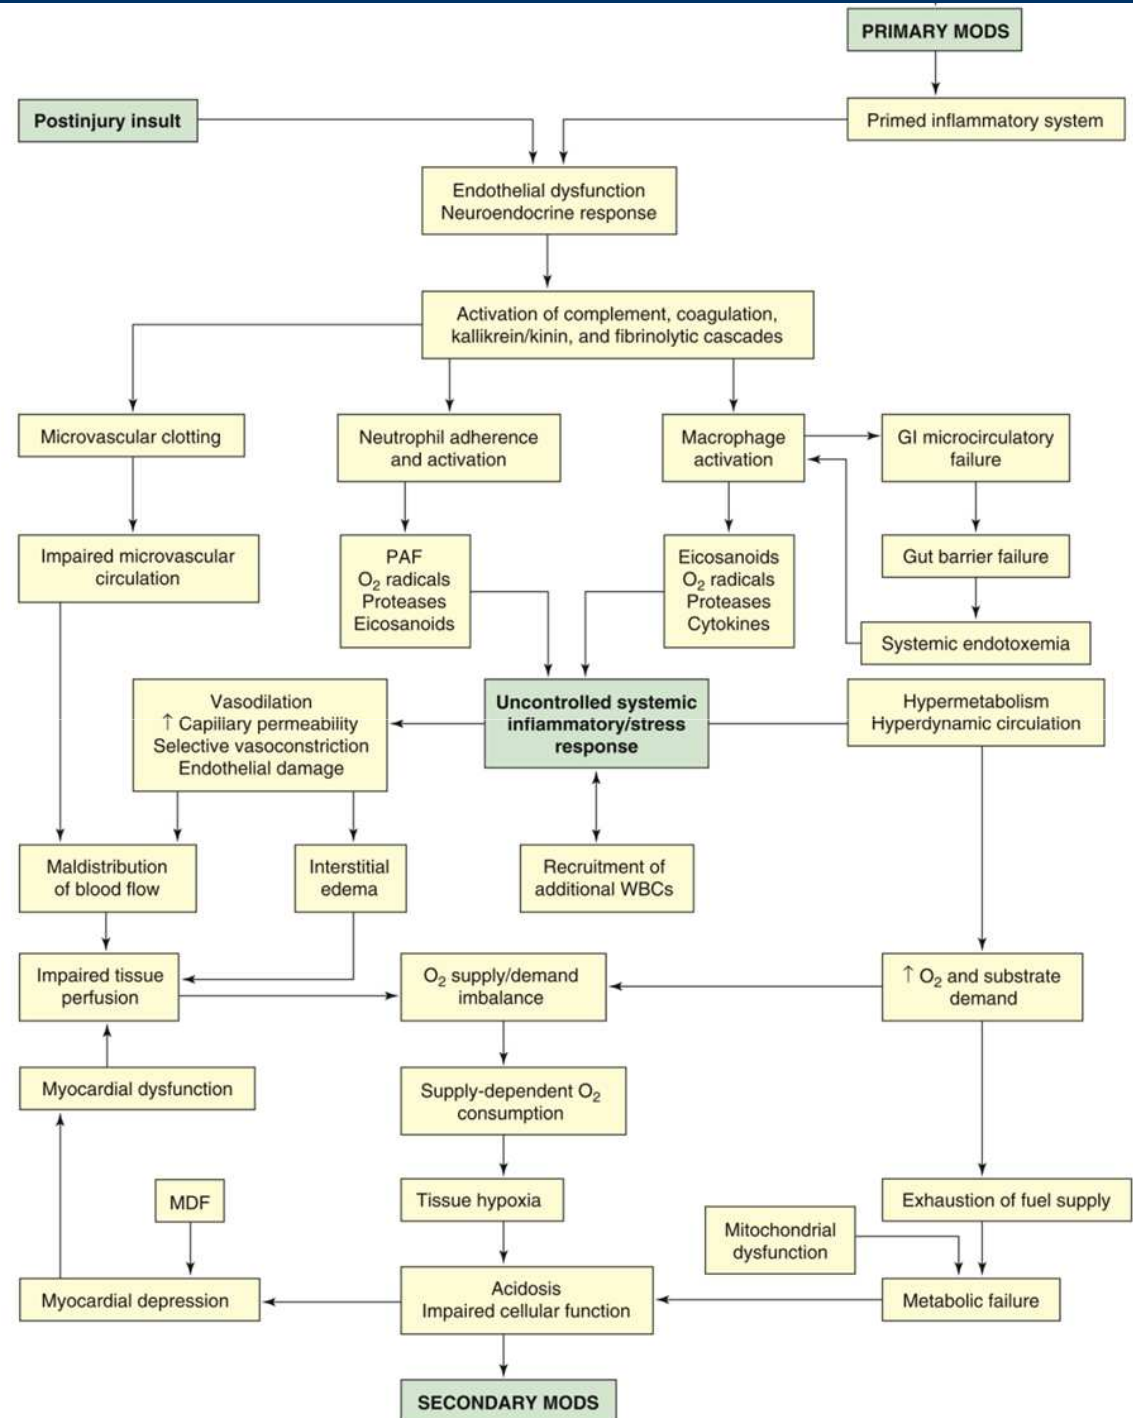 PRIMARY MODS
Postinjury insult
Primed inflammatory system
Endothelial dysfunction
Neuroendocrine response
Activation of complement, coagulation,
kallikrein/kinin, and fibrinolytic cascades
Microvascular clotting
Neutrophil adherence
and activation
Macrophage
activation
GI microcirculatory
failure
Impaired microvascular
circulation
PAF
O₂ radicals
Proteases
Eicosanoids
Eicosanoids
O₂ radicals
Proteases
Cytokines
Gut barrier failure
Systemic endotoxemia
Vasodilation
↑ Capillary permeability
Selective vasoconstriction
Endothelial damage
Uncontrolled systemic
inflammatory/stress
response
Hypermetabolism
Hyperdynamic circulation
Maldistribution
of blood flow
Interstitial
edema
Recruitment of
additional WBCs
Impaired tissue
perfusion
O₂ supply/demand
imbalance
↑ O₂ and substrate
demand
Myocardial dysfunction
Supply-dependent O₂
consumption
MDF
Tissue hypoxia
Exhaustion of fuel supply
Mitochondrial
dysfunction
Myocardial depression
Acidosis
Impaired cellular function
Metabolic failure
SECONDARY MODS